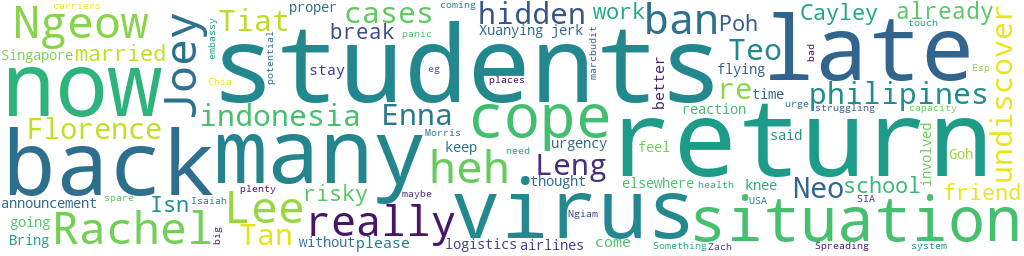 carriers
Ngeow
Tiat
proper
cases
hidden
ban
Poh
Cayley
already
coming
embassy
Joey
break
panic
Xuanying
jerk
work
touch
Singapore
married
students
Teo
late
bad
potential
stay
eg
places
flying
better
marcbudit
now
Chia
re
time
philipines
Esp
undiscover
indonesia
Enna
cope
reaction
urge
struggling
capacity
Florence
Morris
urgency
many
keep
need
feel
said
return
involved
Goh
back
heh
Leng
thought
elsewhere
health
knee
Neo
school
plenty
spare
risky
maybe
USA
SIA
friend
announcement
Isn
Isaiah
Lee
really
virus
Ngiam
situation
going
Rachel
big
Tan
Bring
without
please
logistics
airlines
come
Something
Zach
Spreading
system